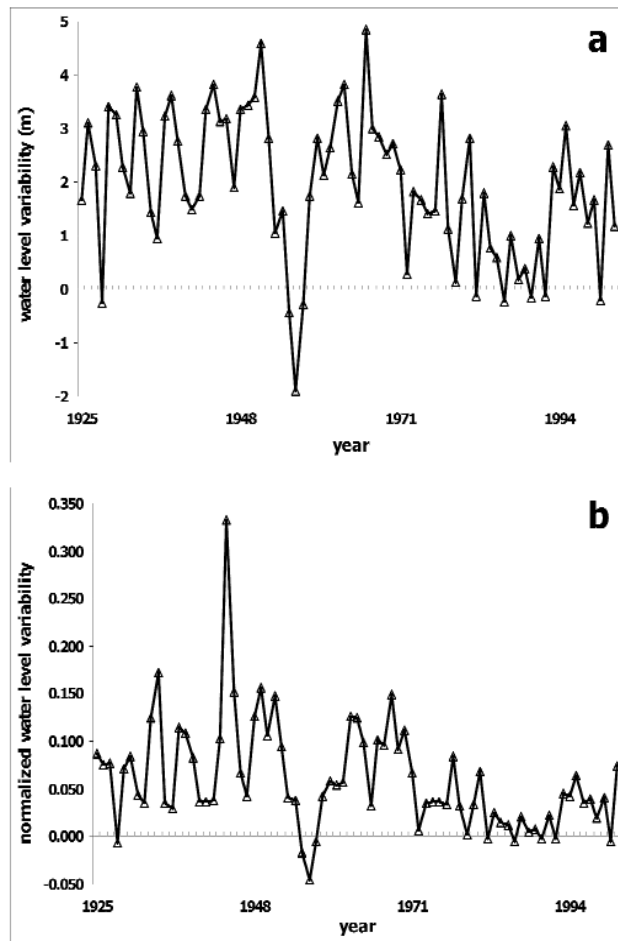 a
5
4
3
2
1
0
-1
-2
water level variability (m)
1925 1948 1971 1994
year
b
0.350
0.300
0.250
0.200
0.150
0.100
0.050
0.000
-0.050
normalized water level variability
1925 1948 1971 1994
year